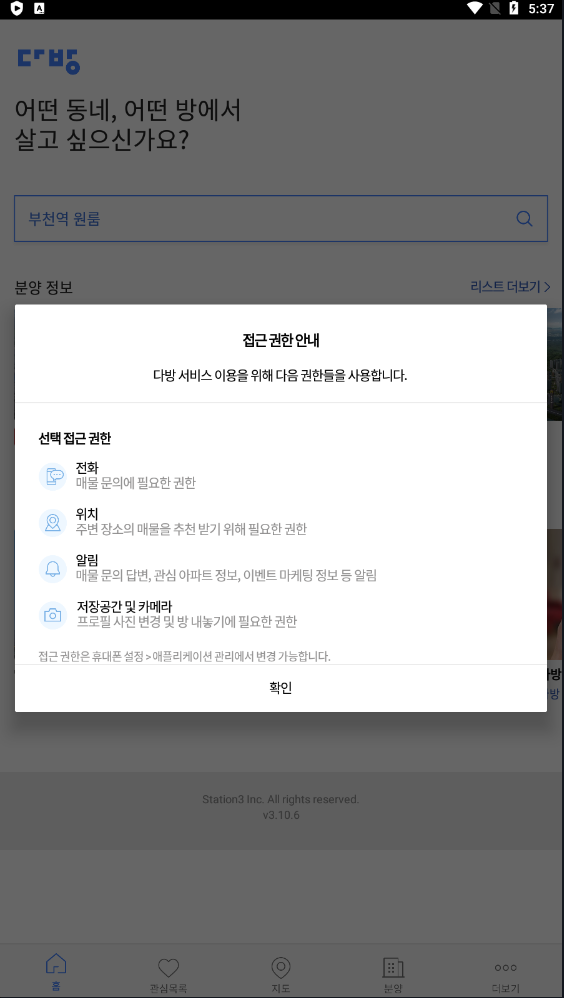 5:37
다방
어떤 동네, 어떤 방에서
살고 싶으신가요?
부천역 원룸
분양 정보
리스트 더보기 >
접근 권한 안내
다방 서비스 이용을 위해 다음 권한들을 사용합니다.
선택 접근 권한
전화
매물 문의에 필요한 권한
위치
주변 장소의 매물을 추천 받기 위해 필요한 권한
알림
매물 문의 답변, 관심 아파트 정보, 이벤트 마케팅 정보 등 알림
저장공간 및 카메라
프로필 사진 변경 및 방 내놓기에 필요한 권한
접근 권한은 휴대폰 설정 > 애플리케이션 관리에서 변경 가능합니다.
확인
Station3 Inc. All rights reserved.
v3.10.6
홈
관심목록
지도
분양
더보기